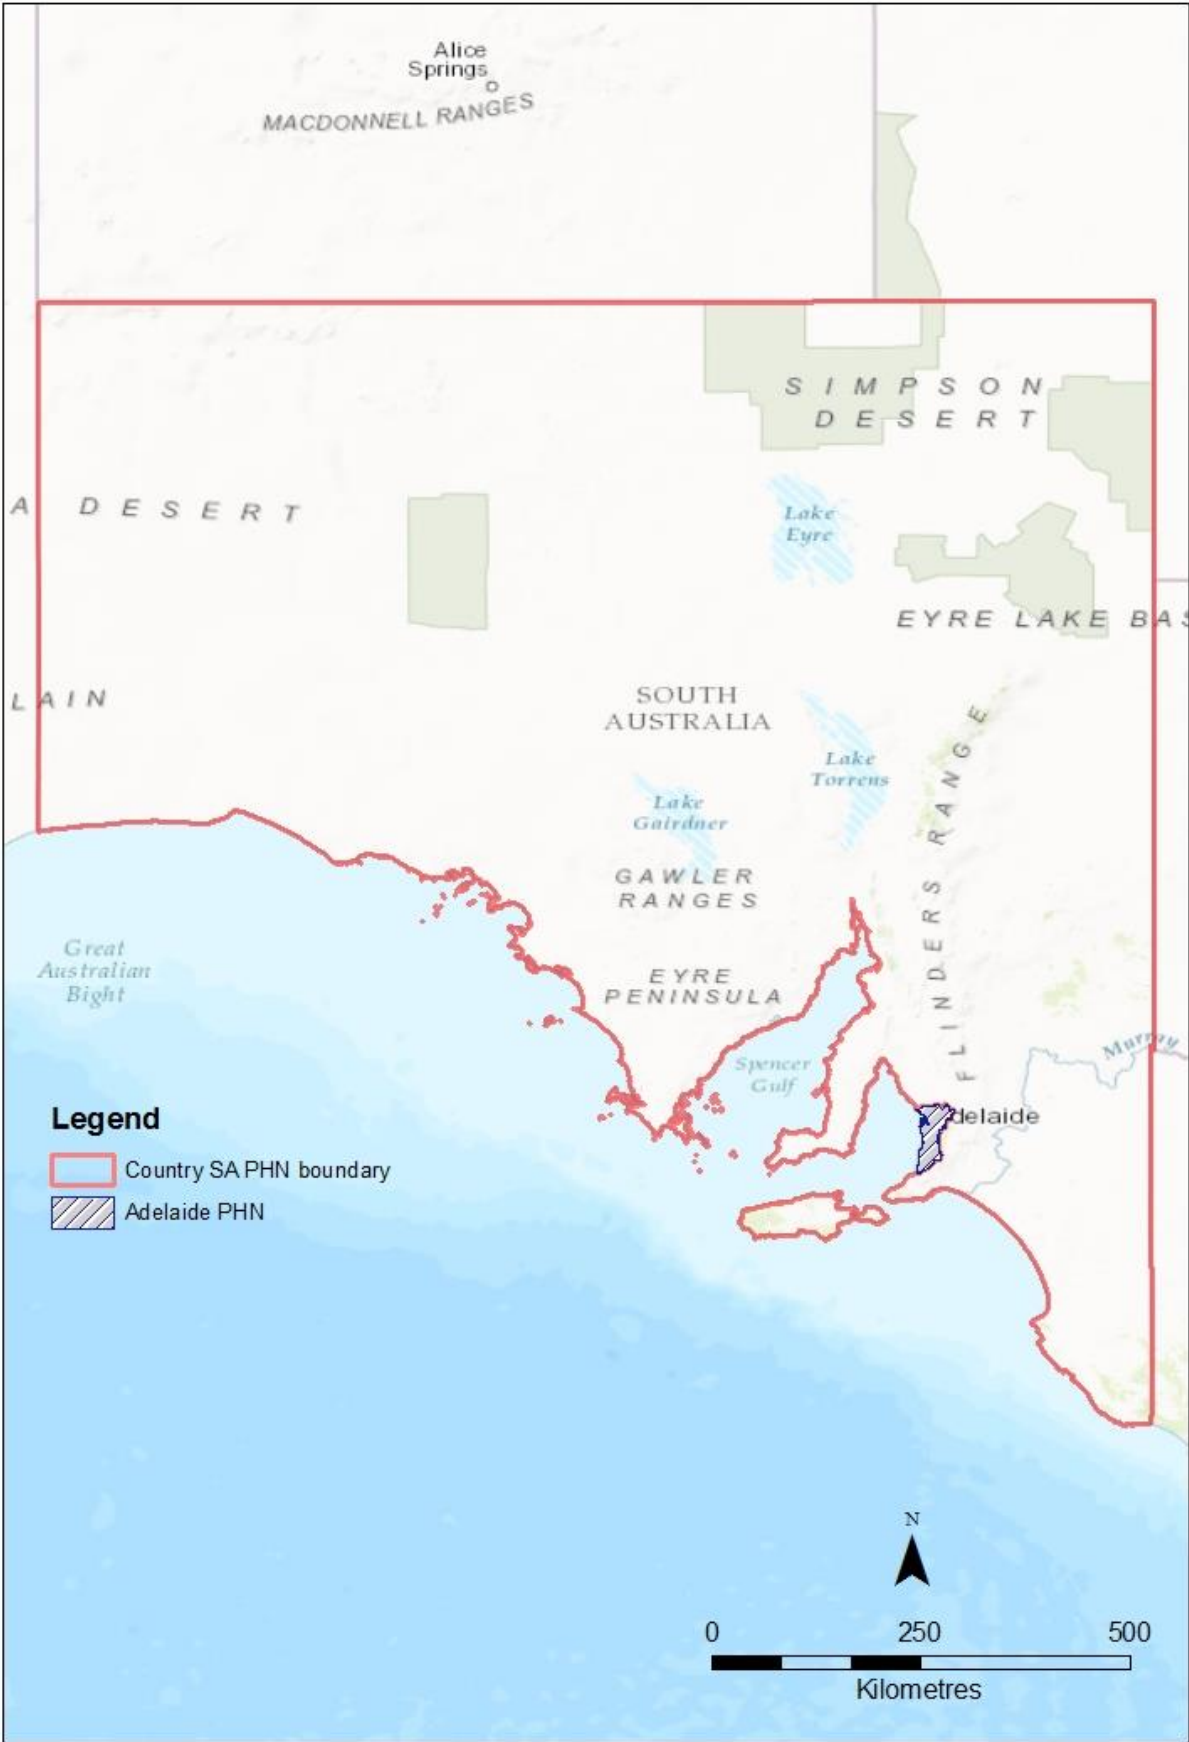 Alice
Springs
MACDONNELL RANGES
SIMPSON
DESERT
A DESERT
Lake
Eyre
EYRE LAKE BAS
LAIN
SOUTH
AUSTRALIA
FLINDERS RANGE
Lake
Torrens
Lake
Gairdner
GAWLER
RANGES
Great
Australian
Bight
EYRE
PENINSULA
Murray
Spencer
Gulf
delaide
Legend
Country SA PHN boundary
Adelaide PHN
N
0 250 500
Kilometres